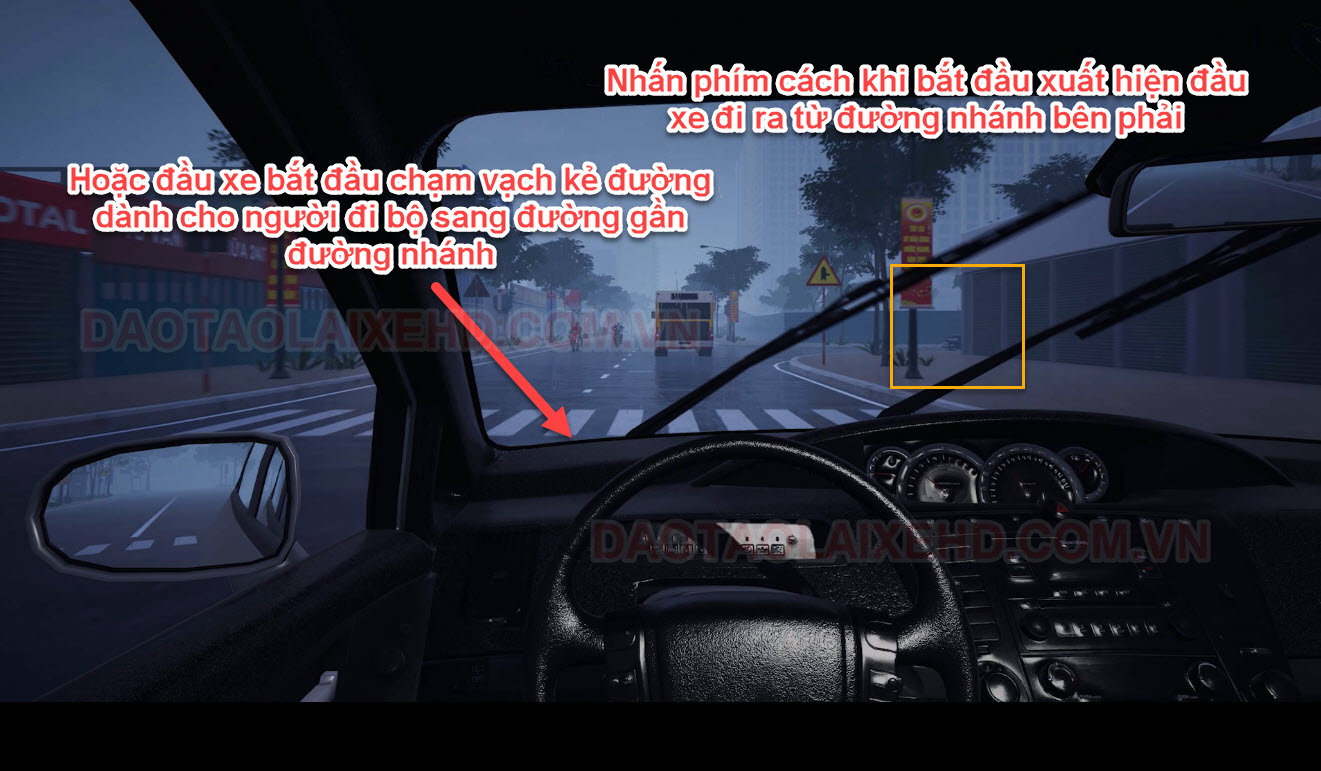 Nhấn phím cách khi bắt đầu xuất hiện đầu
xe đi ra từ đường nhánh bên phải
Hoặc đầu xe bắt đầu chạm vạch kẻ đường
dành cho người đi bộ sang đường gần
đường nhánh
OTAL
DAOTAOLAIXEHD.COM.VN
DAOTAOLAIXEHD.COM.VN